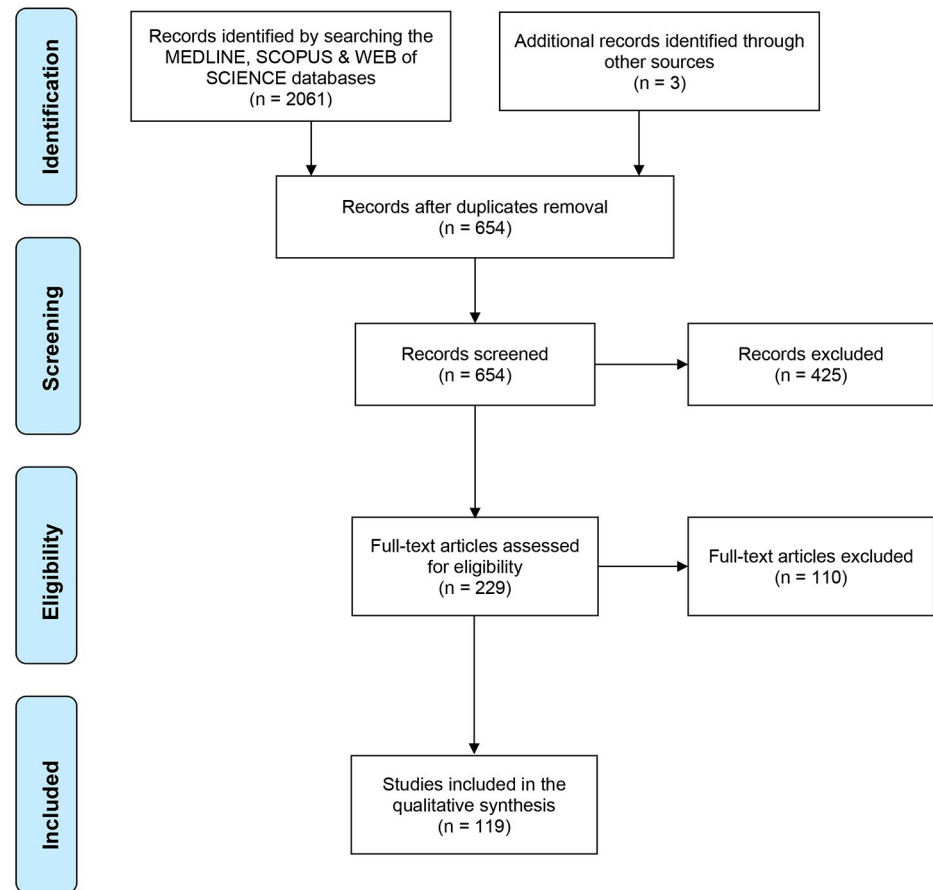 Identification
Records identified by searching the
MEDLINE, SCOPUS & WEB of
SCIENCE databases
(n = 2061)
Additional records identified through
other sources
(n = 3)
Records after duplicates removal
(n = 654)
Screening
Records screened
(n = 654)
Records excluded
(n = 425)
Eligibility
Full-text articles assessed
for eligibility
(n = 229)
Full-text articles excluded
(n = 110)
Included
Studies included in the
qualitative synthesis
(n = 119)